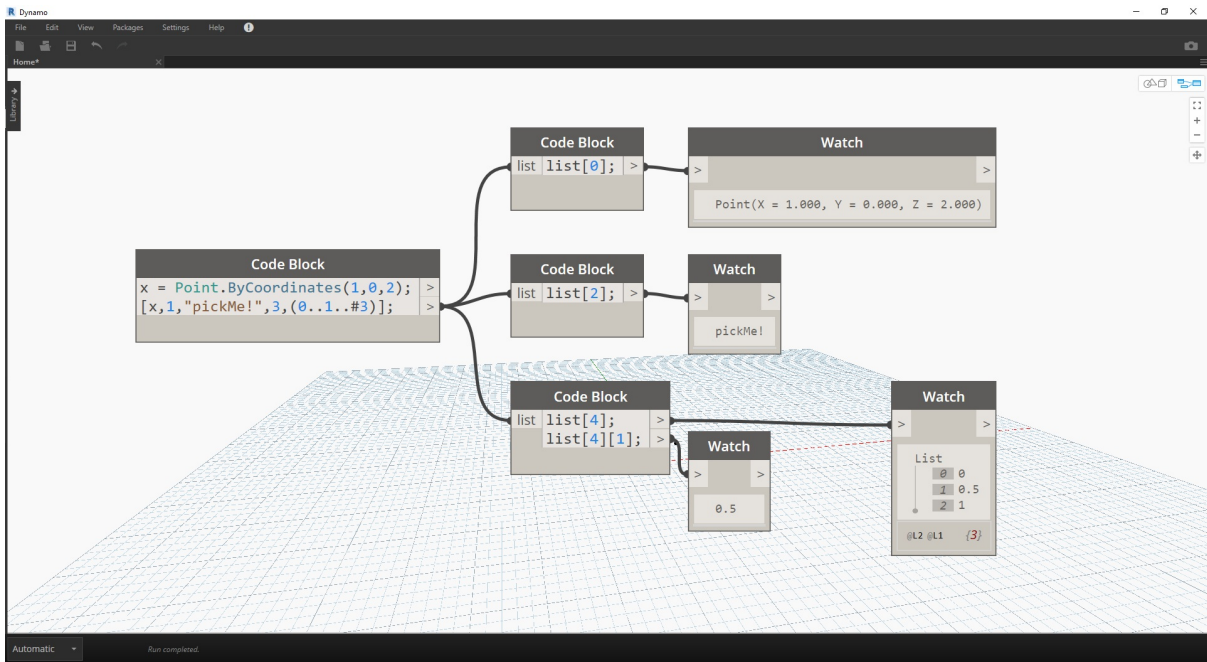 R Dynamo
File Edit View Packages Settings Help !
Home*
Library
Code Block
x = Point.ByCoordinates(1,0,2); >
[x,1,"pickMe!",3,(0..1..#3)]; >
Code Block
list list[0]; >
Watch
> >
Point(X = 1.000, Y = 0.000, Z = 2.000)
Code Block
list list[2]; >
Watch
> >
pickMe!
Code Block
list list[4]; >
list[4][1]; >
Watch
> >
0.5
Watch
> >
List
0 0
1 0.5
2 1
@L2 @L1 {3}
Automatic
Run completed.